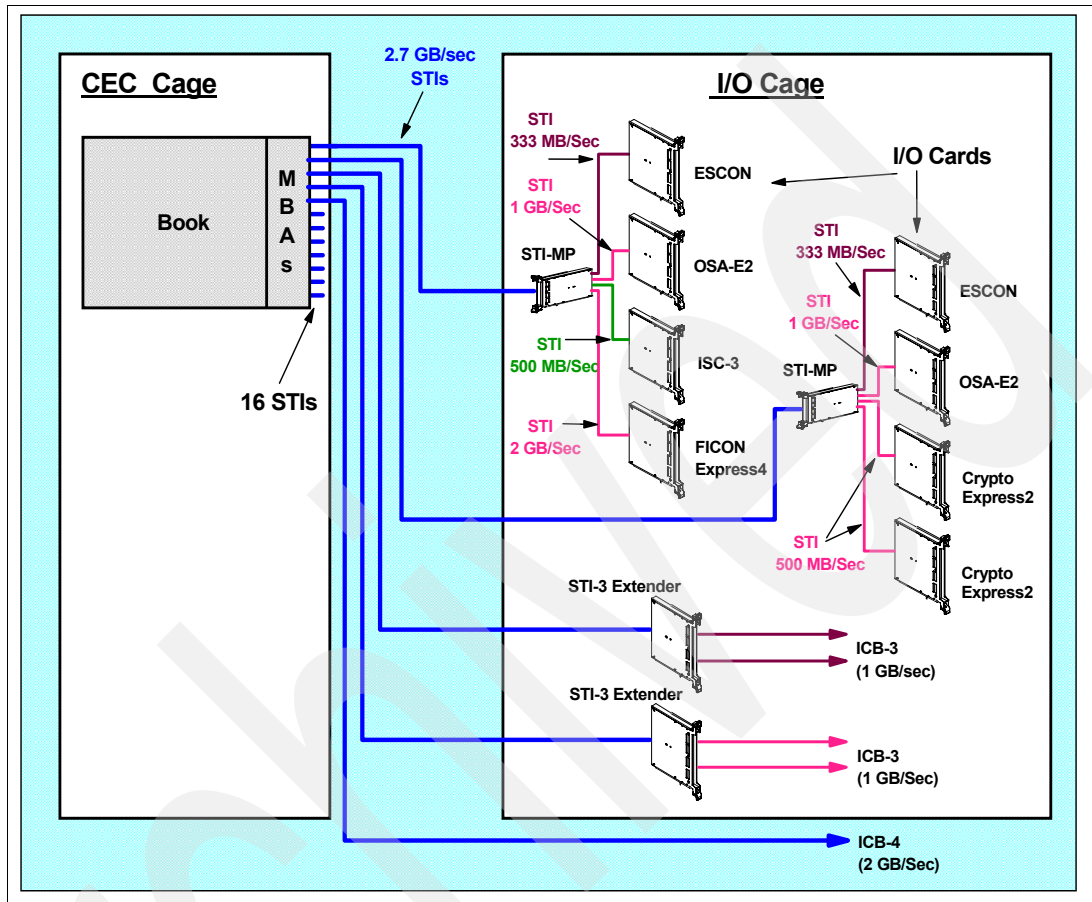 CEC Cage
Book
M
B
A
s
16 STIs
2.7 GB/sec
STIs
I/O Cage
I/O Cards
STI
333 MB/Sec
ESCON
STI
1 GB/Sec
OSA-E2
STI-MP
STI
500 MB/Sec
ISC-3
STI
2 GB/Sec
FICON
Express4
STI
333 MB/Sec
ESCON
STI
1 GB/Sec
OSA-E2
STI-MP
Crypto
Express2
STI
500 MB/Sec
Crypto
Express2
STI-3 Extender
ICB-3
(1 GB/sec)
STI-3 Extender
ICB-3
(1 GB/Sec)
ICB-4
(2 GB/Sec)